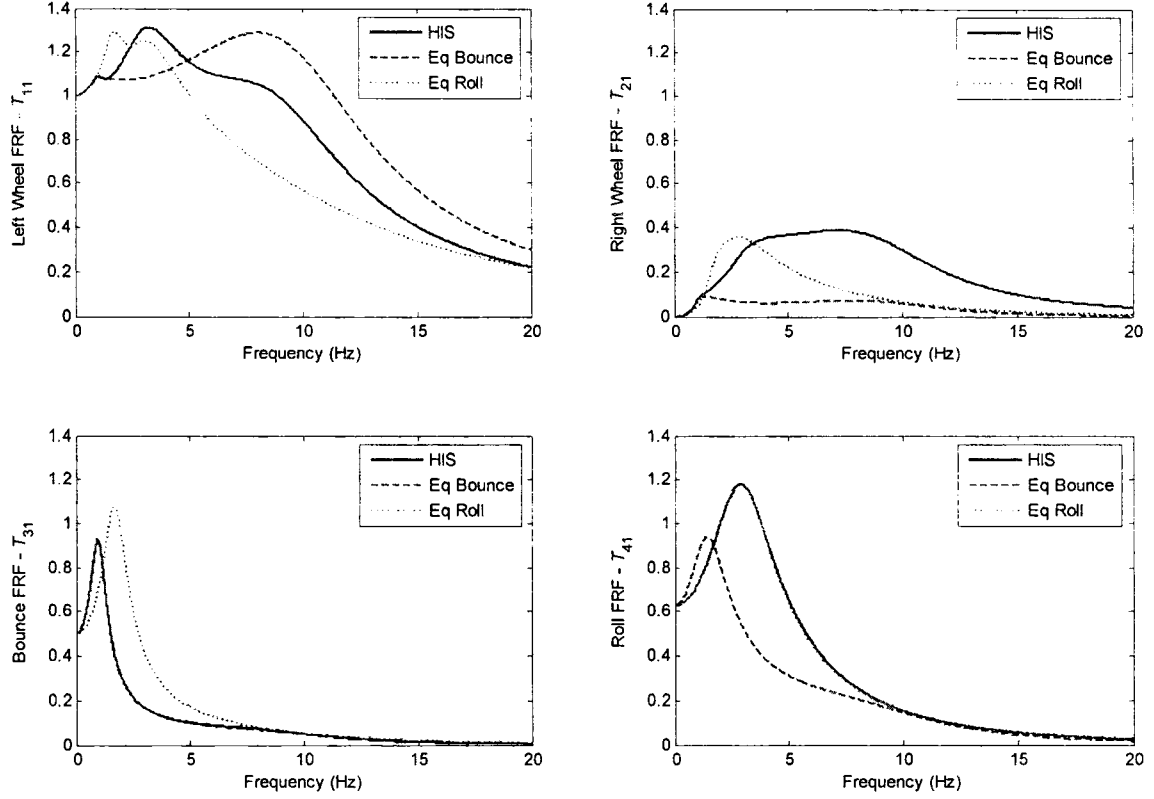 1.4
1.2
1
0.8
0.6
0.4
0.2
0
Left Wheel FRF - T11
HIS
Eq Bounce
Eq Roll
0 5 10 15 20
Frequency (Hz)
1.4
1.2
1
0.8
0.6
0.4
0.2
0
Right Wheel FRF - T21
HIS
Eq Bounce
Eq Roll
0 5 10 15 20
Frequency (Hz)
1.4
1.2
1
0.8
0.6
0.4
0.2
0
Bounce FRF - T31
HIS
Eq Bounce
Eq Roll
0 5 10 15 20
Frequency (Hz)
1.4
1.2
1
0.8
0.6
0.4
0.2
0
Roll FRF - T41
HIS
Eq Bounce
Eq Roll
0 5 10 15 20
Frequency (Hz)